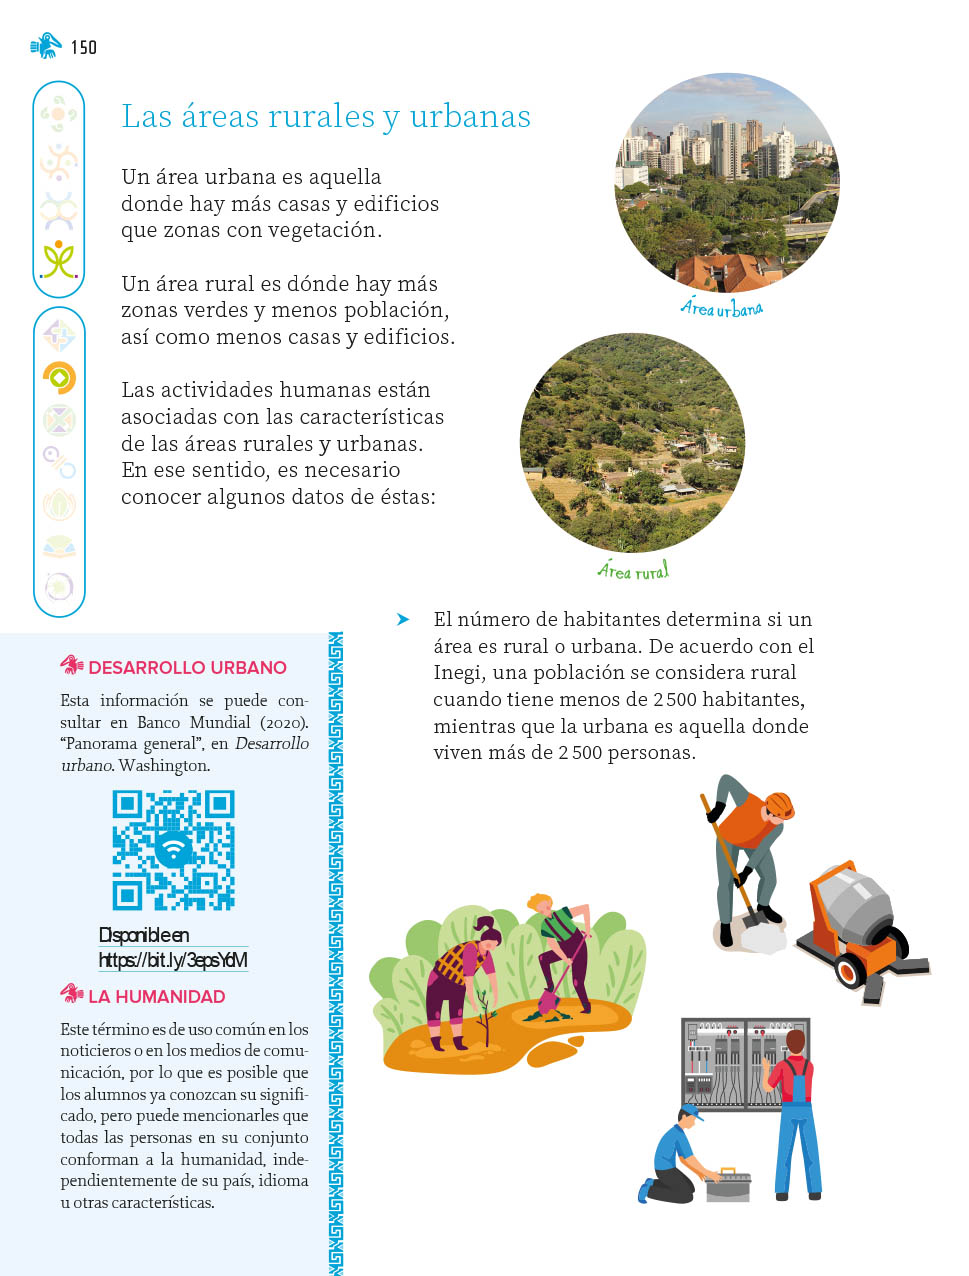 150
Las áreas rurales y urbanas
Un área urbana es aquella
donde hay más casas y edificios
que zonas con vegetación.
Un área rural es dónde hay más
zonas verdes y menos población,
así como menos casas y edificios.
Las actividades humanas están
asociadas con las características
de las áreas rurales y urbanas.
En ese sentido, es necesario
conocer algunos datos de éstas:
Área urbana
Área rural
➤ El número de habitantes determina si un
área es rural o urbana. De acuerdo con el
Inegi, una población se considera rural
cuando tiene menos de 2 500 habitantes,
mientras que la urbana es aquella donde
viven más de 2 500 personas.
DESARROLLO URBANO
Esta información se puede con-
sultar en Banco Mundial (2020).
“Panorama general”, en Desarrollo
urbano. Washington.
Disponible en
https://bit.ly/3epsYdM
LA HUMANIDAD
Este término es de uso común en los
noticieros o en los medios de comu-
nicación, por lo que es posible que
los alumnos ya conozcan su signifi-
cado, pero puede mencionarles que
todas las personas en su conjunto
conforman a la humanidad, inde-
pendientemente de su país, idioma
u otras características.